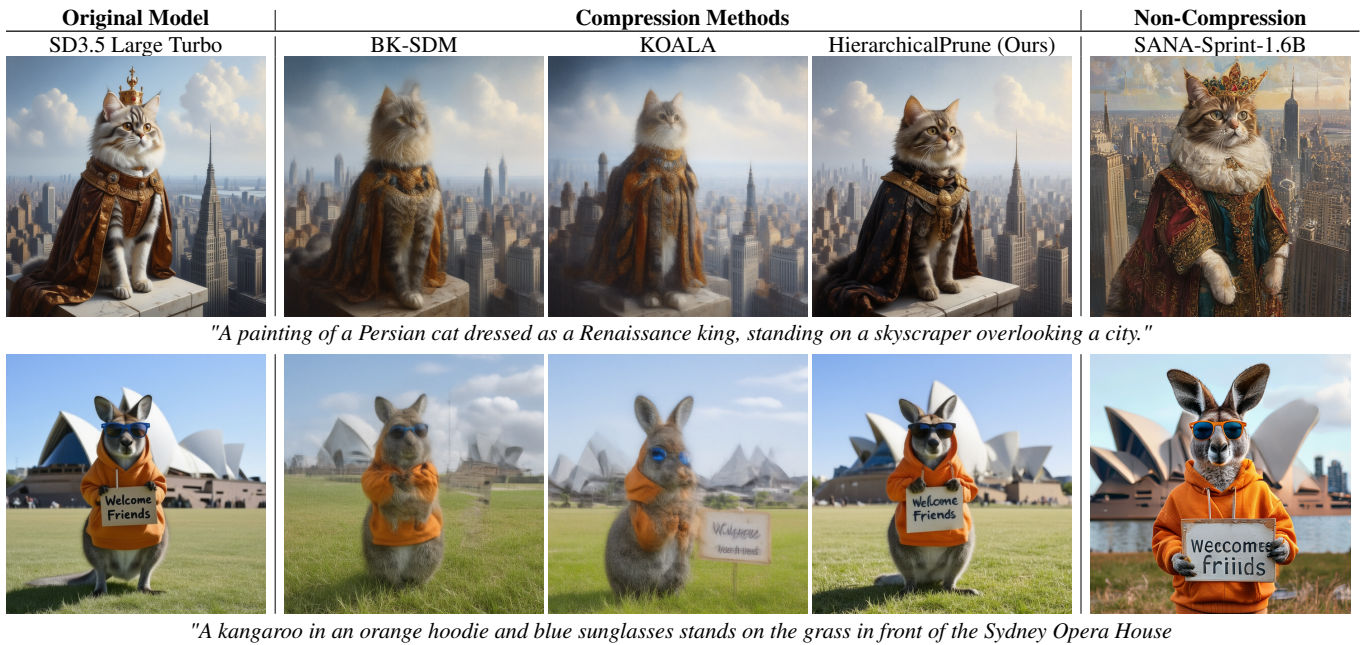 Original Model Compression Methods Non-Compression
SD3.5 Large Turbo BK-SDM KOALA HierarchicalPrune (Ours) SANA-Sprint-1.6B
"A painting of a Persian cat dressed as a Renaissance king, standing on a skyscraper overlooking a city."
Welcome
Friends
Welcome
Friends
Weccome
friiids
"A kangaroo in an orange hoodie and blue sunglasses stands on the grass in front of the Sydney Opera House